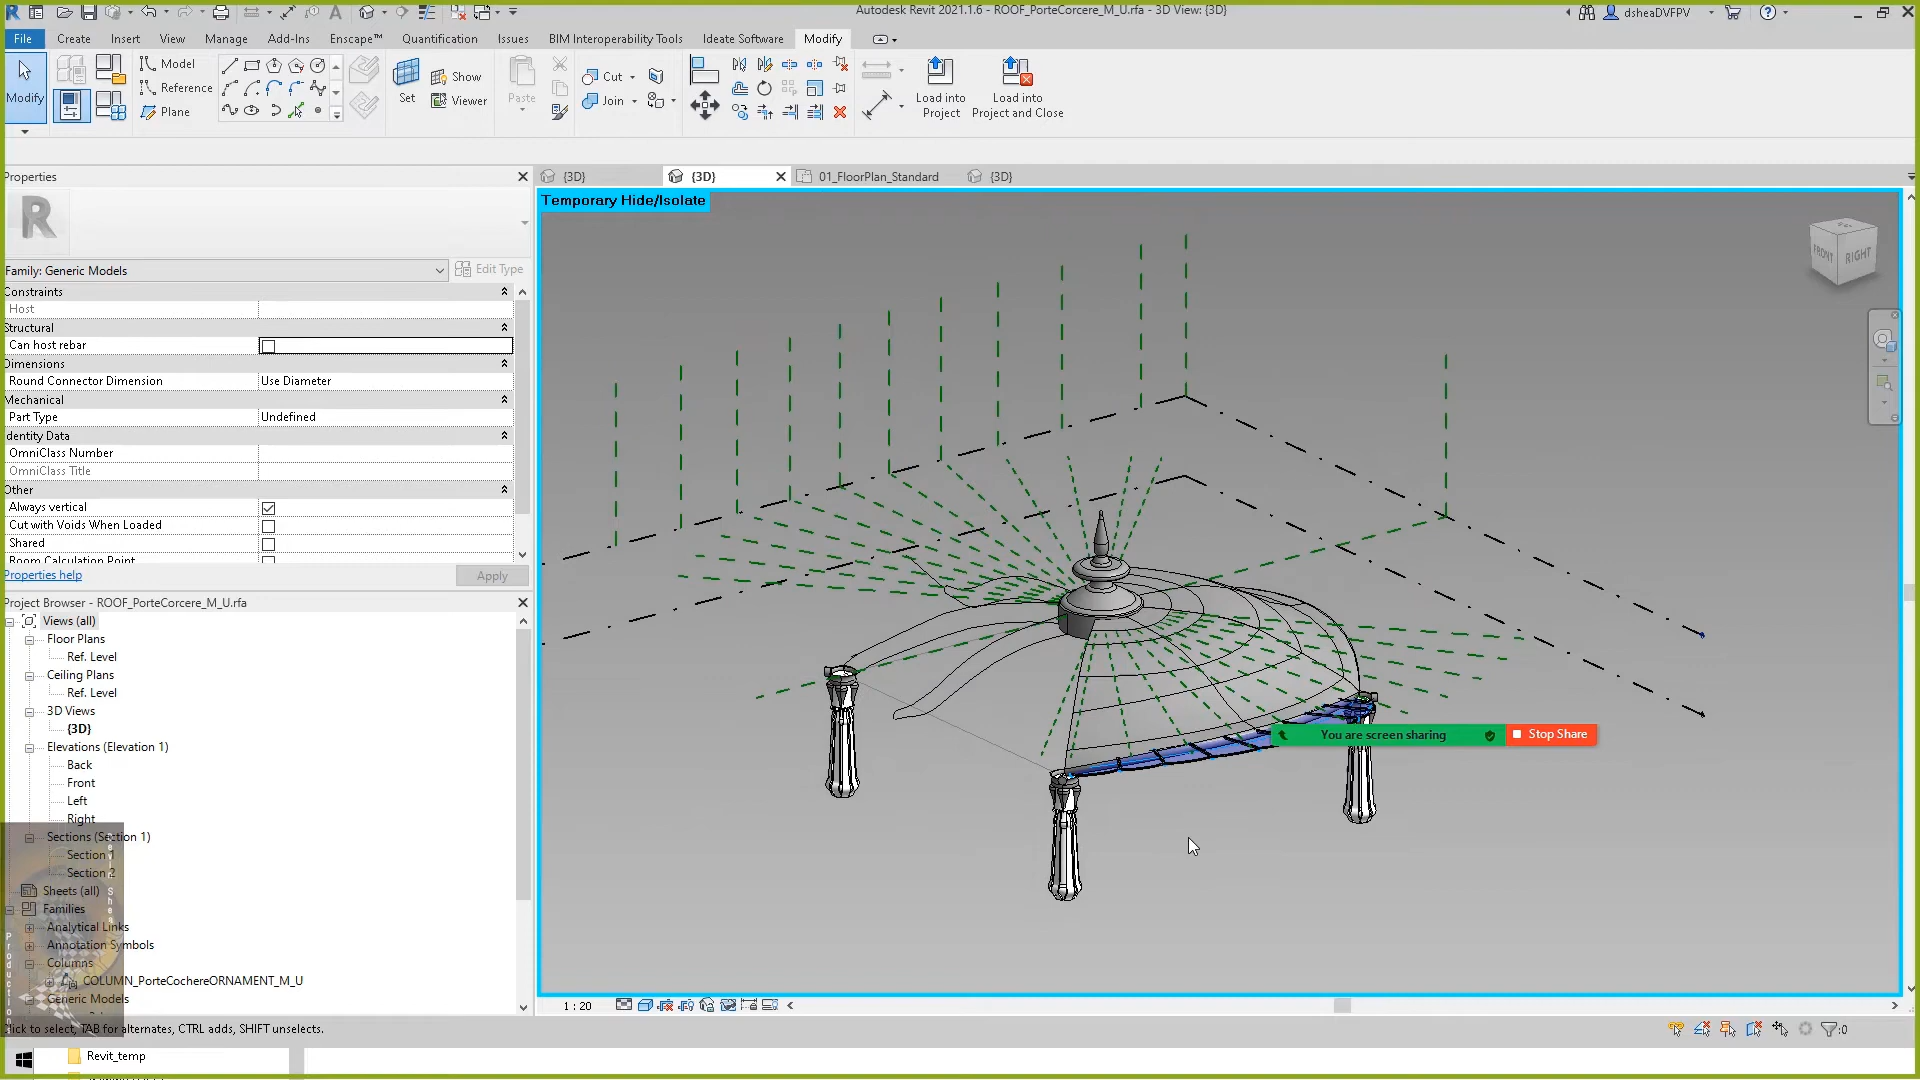 Autodesk Revit 2021.1.6 - ROOF_PorteCorcere_M_U.rfa - 3D View: {3D}
dsheaDVFPV
File
Create
Insert
View
Manage
Add-Ins
Enscape™
Quantification
Issues
BIM Interoperability Tools
Ideate Software
Modify
Modify
Model
Reference
Plane
Set
Show
Viewer
Paste
Cut
Join
Load into
Project
Load into
Project and Close
Properties
{3D}
{3D}
01_FloorPlan_Standard
{3D}
Temporary Hide/Isolate
Family: Generic Models
Edit Type
Constraints
Host
Structural
Can host rebar
Dimensions
Round Connector Dimension
Use Diameter
Mechanical
Part Type
Undefined
Identity Data
OmniClass Number
OmniClass Title
Other
Always vertical
Cut with Voids When Loaded
Shared
Room Calculation Point
Properties help
Apply
Project Browser - ROOF_PorteCorcere_M_U.rfa
Views (all)
Floor Plans
Ref. Level
Ceiling Plans
Ref. Level
3D Views
{3D}
Elevations (Elevation 1)
Back
Front
Left
Right
Sections (Section 1)
Section 1
Section 2
Sheets (all)
Families
Analytical Links
Annotation Symbols
Columns
COLUMN_PorteCochereORNAMENT_M_U
Generic Models
FRONT
RIGHT
You are screen sharing
Stop Share
1 : 20
Click to select, TAB for alternates, CTRL adds, SHIFT unselects.
:0
Revit_temp